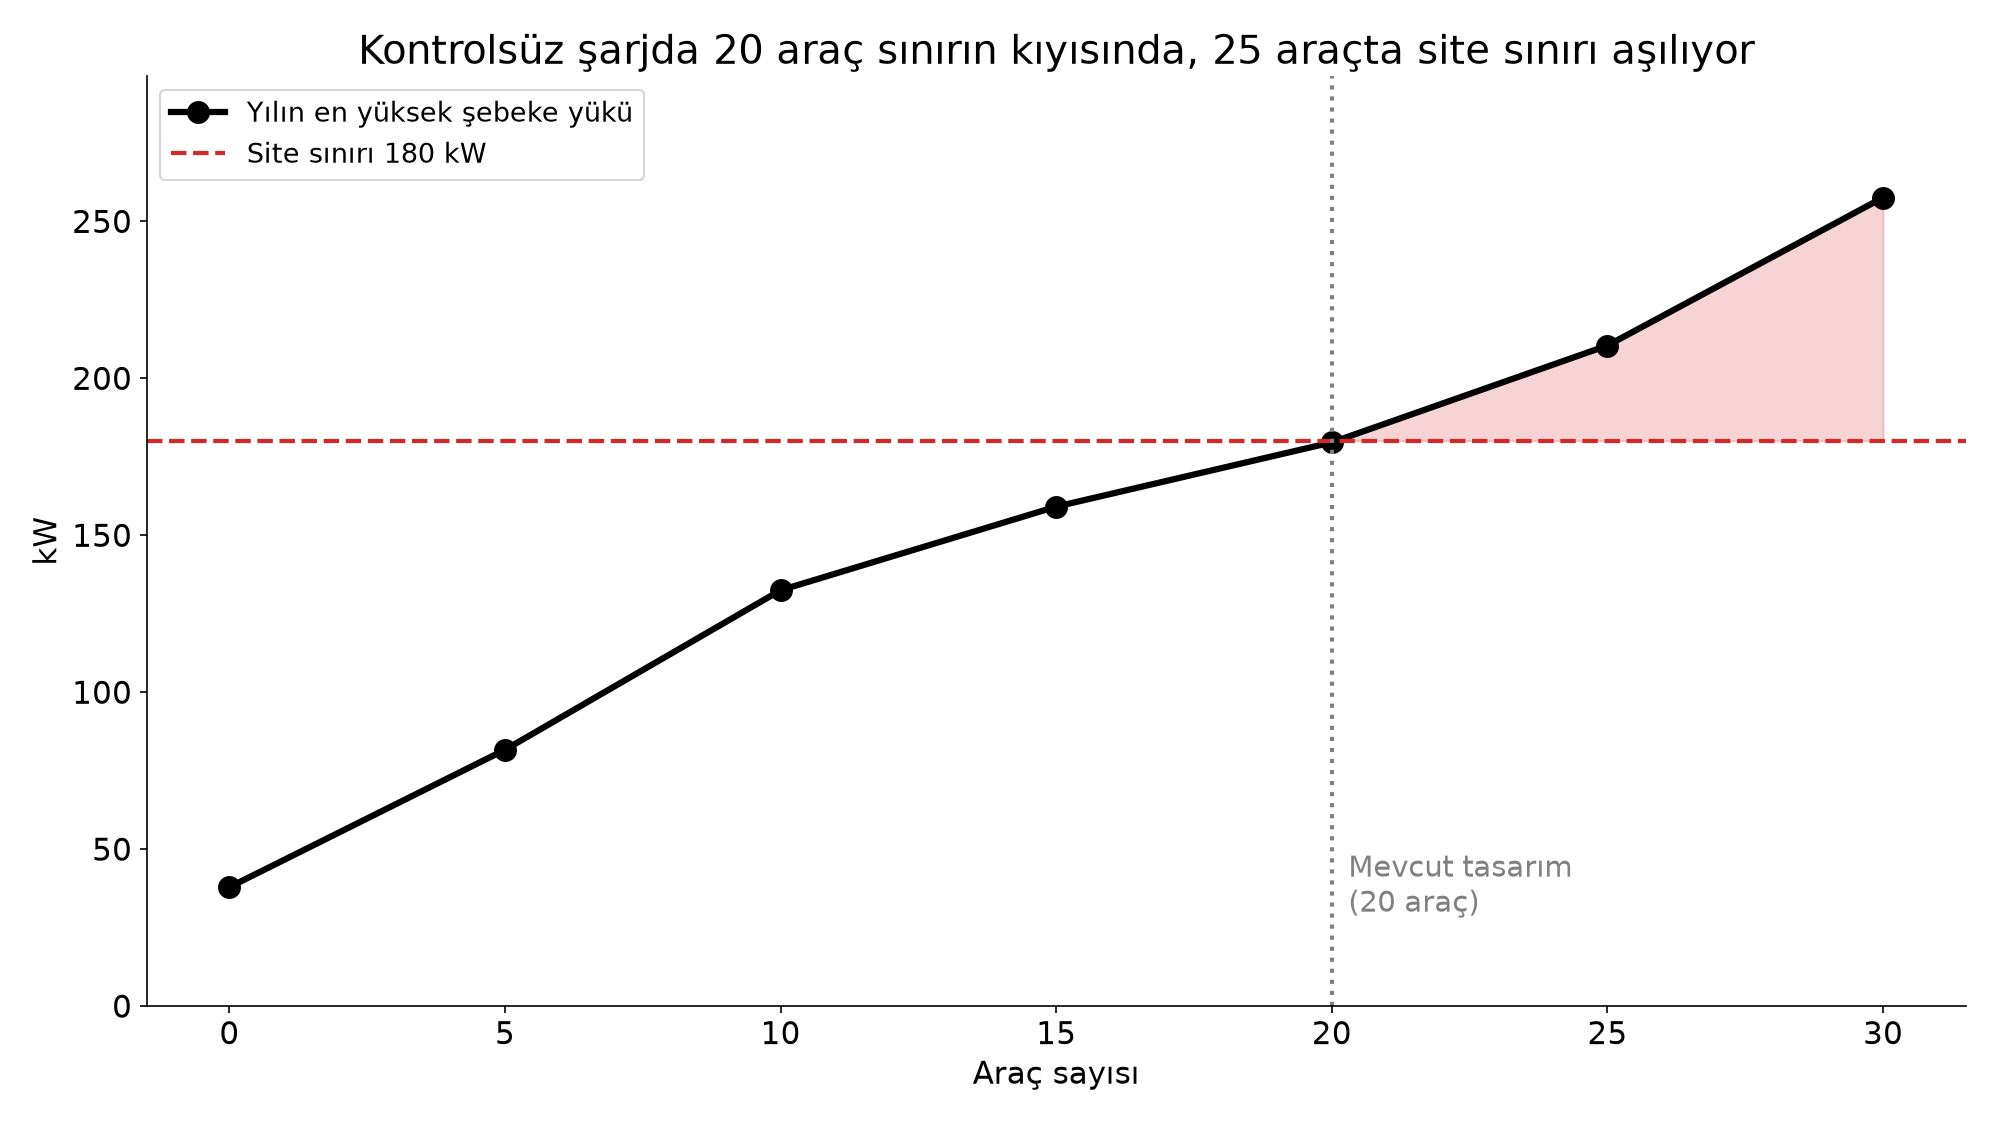 Kontrolsüz şarjda 20 araç sınırın kıyısında, 25 araçta site sınırı aşılıyor
Yılın en yüksek şebeke yükü
Site sınırı 180 kW
kW
250
200
150
100
50
0
Mevcut tasarım
(20 araç)
0 5 10 15 20 25 30
Araç sayısı